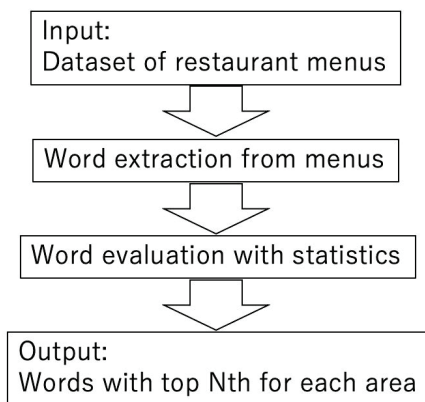 Input:
Dataset of restaurant menus
Word extraction from menus
Word evaluation with statistics
Output:
Words with top Nth for each area